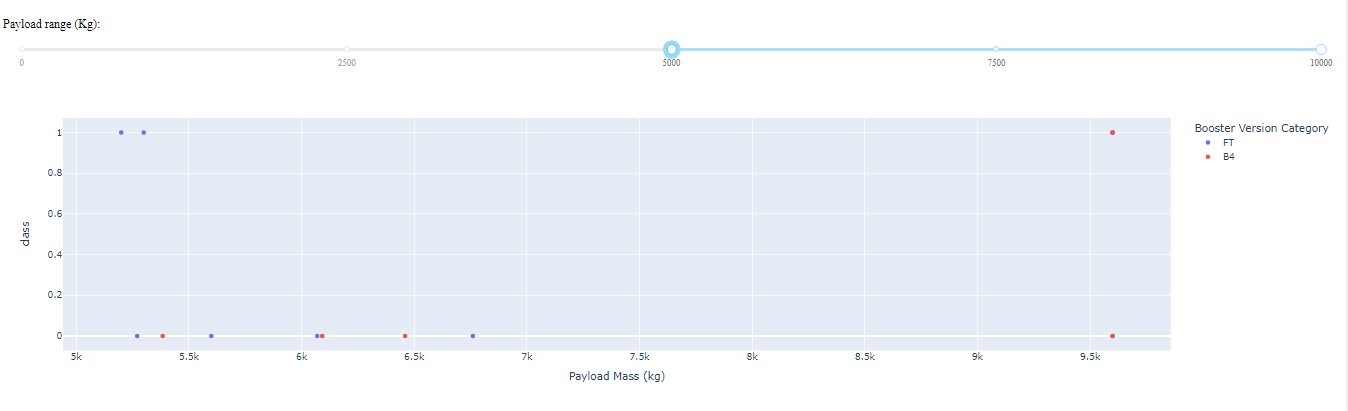 Payload range (Kg):
0 2500 5000 7500 10000
Booster Version Category
FT
B4
1
0.8
0.6
0.4
0.2
0
class
5k 5.5k 6k 6.5k 7k 7.5k 8k 8.5k 9k 9.5k
Payload Mass (kg)